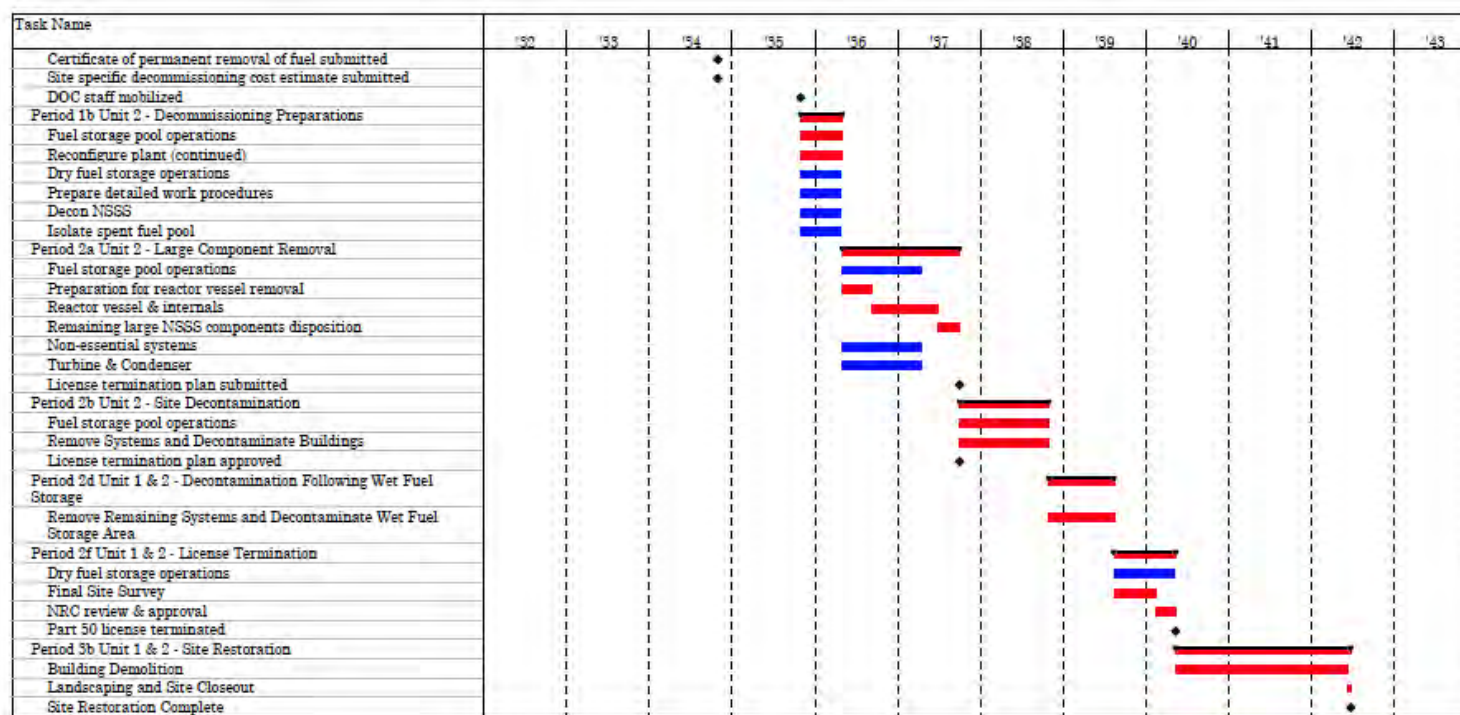 Task Name
'32 '33 '34 '35 '36 '37 '38 '39 '40 '41 '42 '43
Certificate of permanent removal of fuel submitted
Site specific decommissioning cost estimate submitted
DOC staff mobilized
Period 1b Unit 2 - Decommissioning Preparations
Fuel storage pool operations
Reconfigure plant (continued)
Dry fuel storage operations
Prepare detailed work procedures
Decon NSSS
Isolate spent fuel pool
Period 2a Unit 2 - Large Component Removal
Fuel storage pool operations
Preparation for reactor vessel removal
Reactor vessel & internals
Remaining large NSSS components disposition
Non-essential systems
Turbine & Condenser
License termination plan submitted
Period 2b Unit 2 - Site Decontamination
Fuel storage pool operations
Remove Systems and Decontaminate Buildings
License termination plan approved
Period 2d Unit 1 & 2 - Decontamination Following Wet Fuel
Storage
Remove Remaining Systems and Decontaminate Wet Fuel
Storage Area
Period 2f Unit 1 & 2 - License Termination
Dry fuel storage operations
Final Site Survey
NRC review & approval
Part 50 license terminated
Period 3b Unit 1 & 2 - Site Restoration
Building Demolition
Landscaping and Site Closeout
Site Restoration Complete